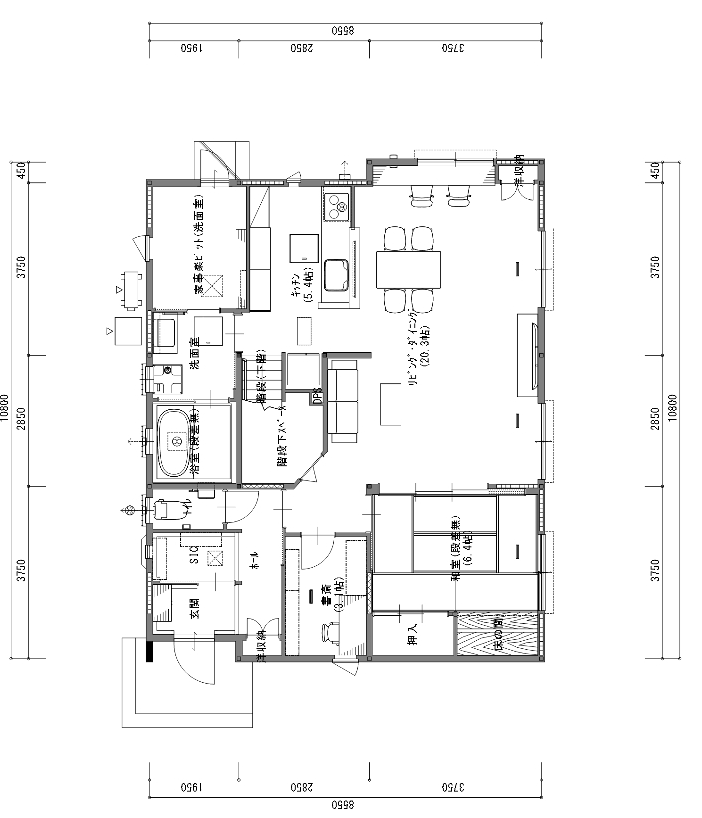 8550
1950
2850
3750
450
3750
2850
3750
10800
450
3750
2850
3750
10800
洋収納
家事楽ピット(洗面室)
キッチン
(5.4帖)
リビング・ダイニング
(20.3帖)
洗面室
階段(下階)
DPS
階段下スペース
浴室(段差無)
トイレ
SIC
ホール
和室(段差無)
(6.4帖)
玄関
書斎
(3.1帖)
洋収納
押入
床の間
1950
2850
3750
8550